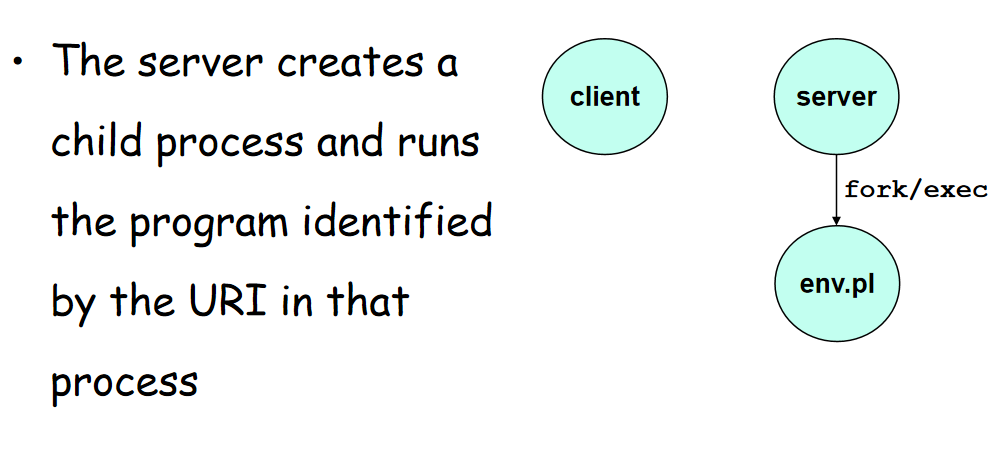 • The server creates a
child process and runs
the program identified
by the URI in that
process
client
server
fork/exec
env.pl